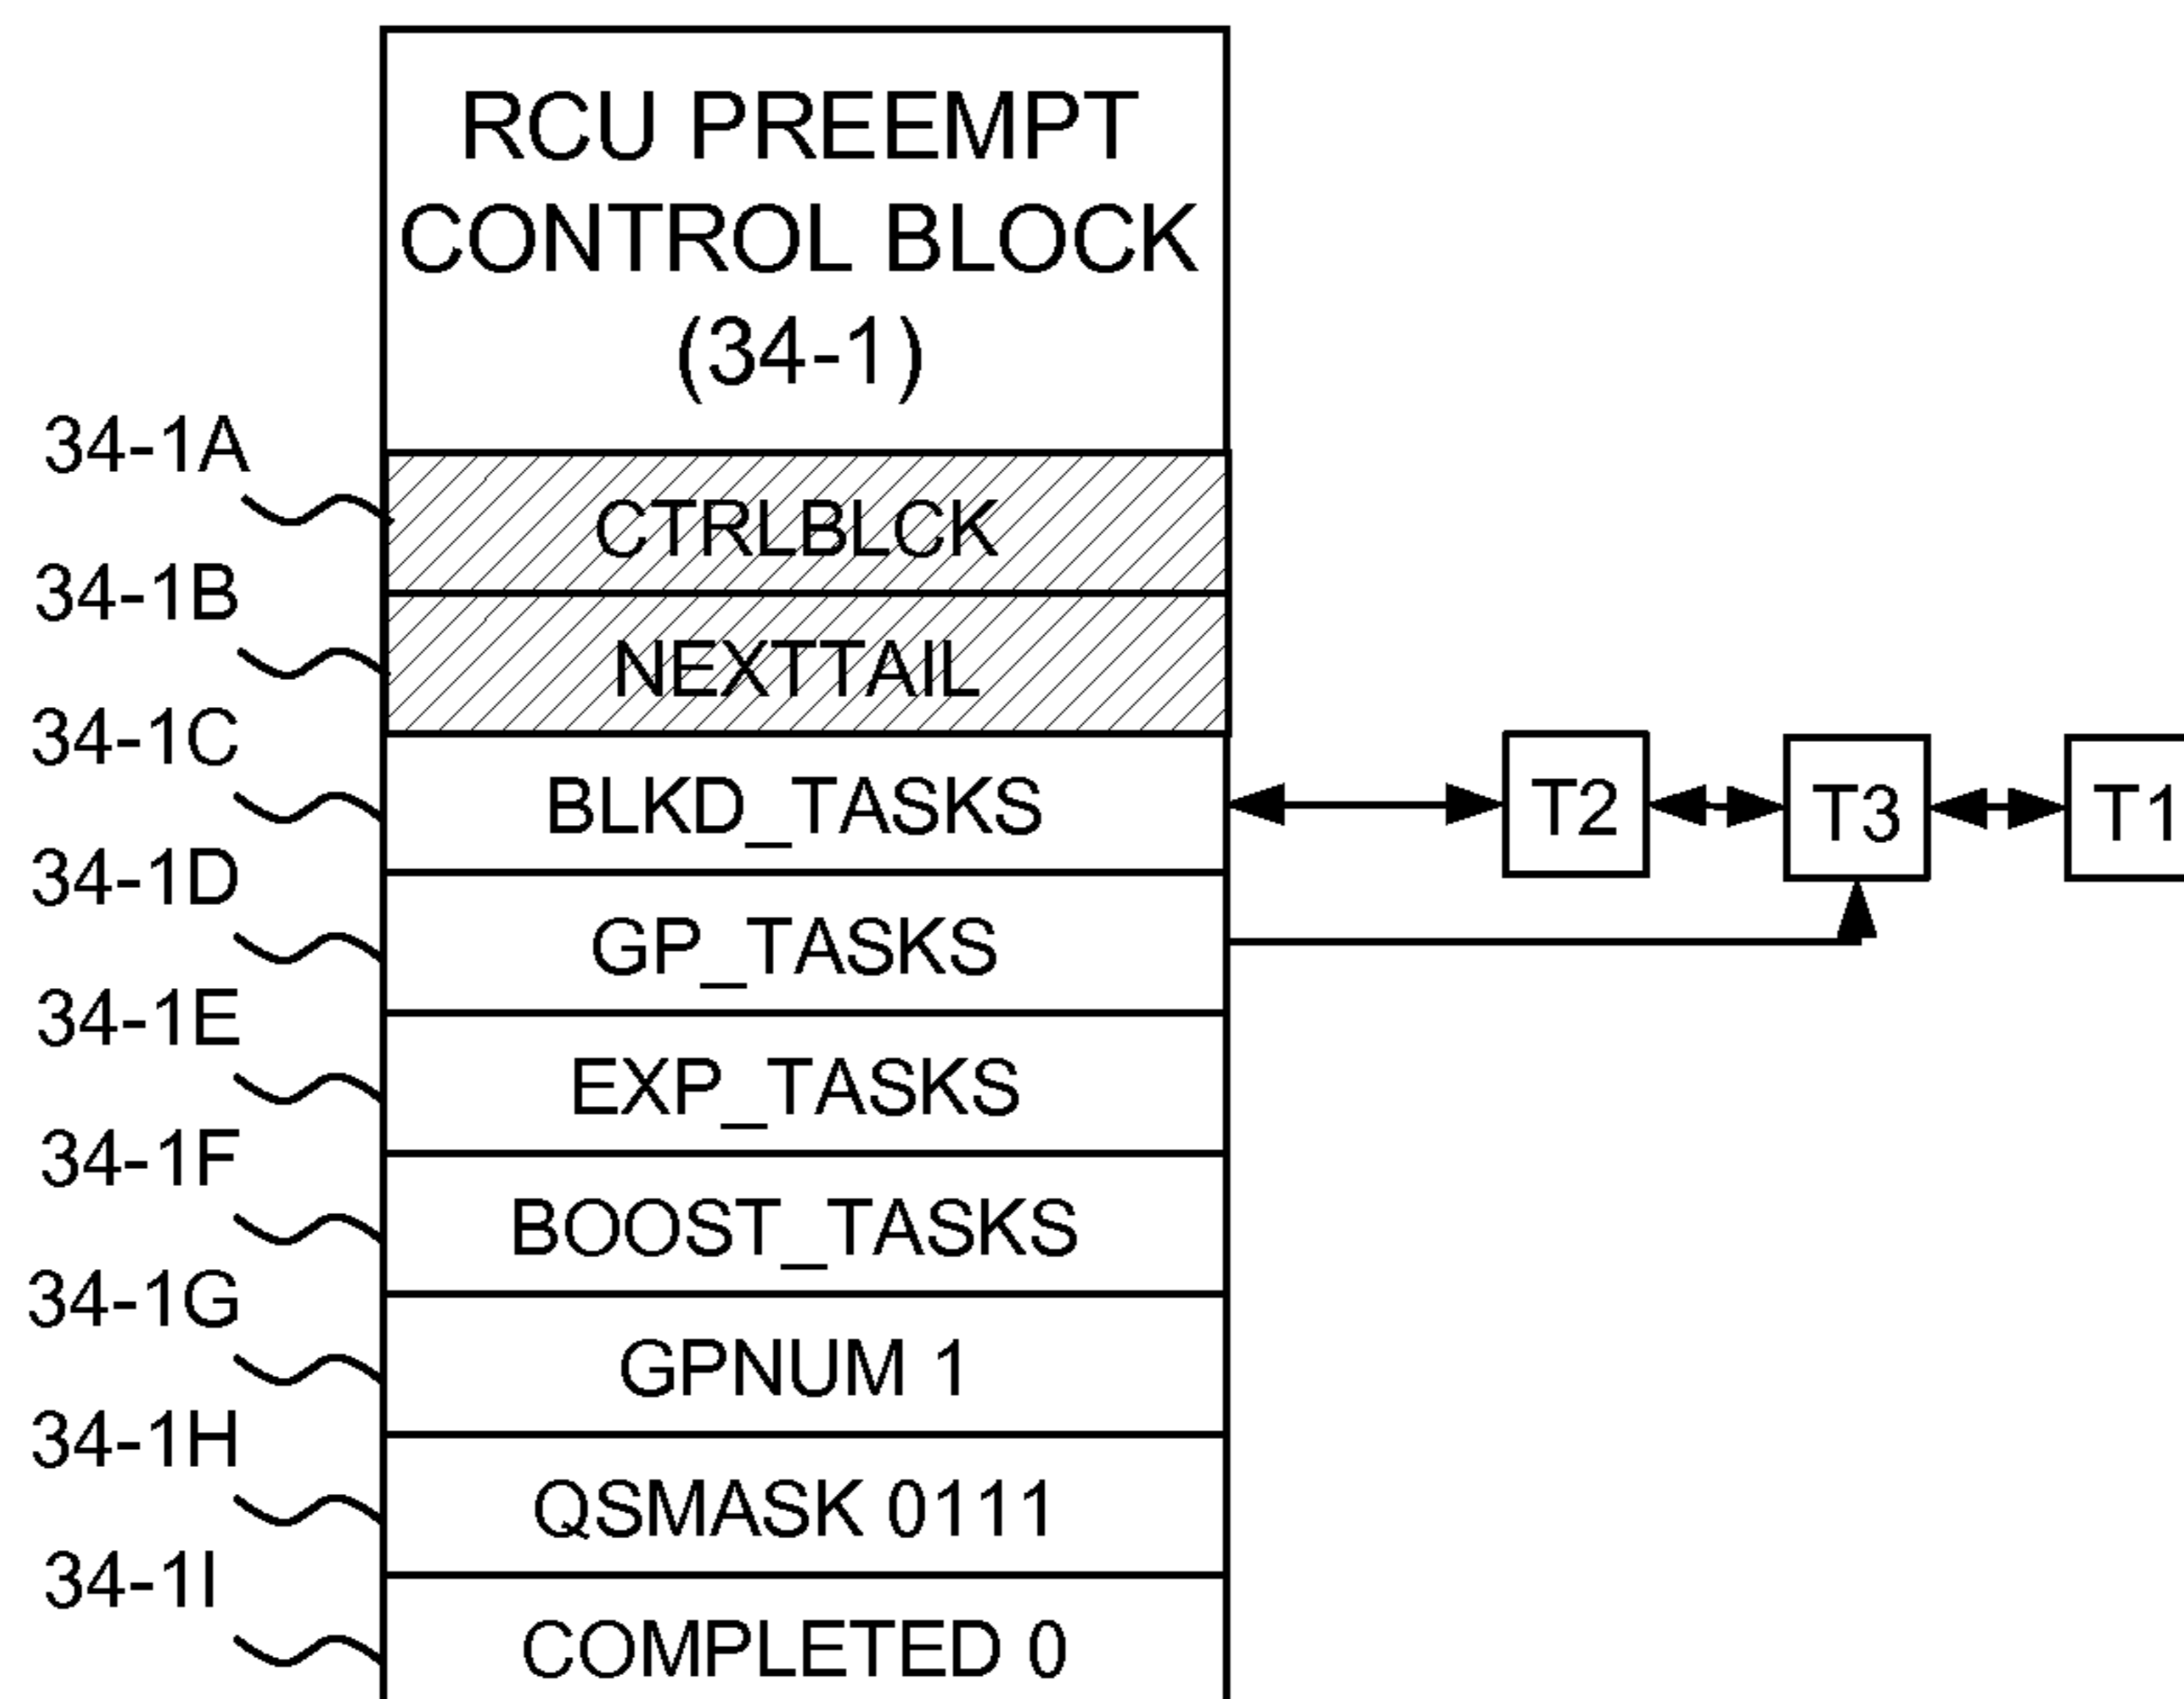 RCU PREEMPT
CONTROL BLOCK
(34-1)
34-1A
CTRLBLCK
34-1B
NEXTTAIL
34-1C
BLKD_TASKS
T2
T3
T1
34-1D
GP_TASKS
34-1E
EXP_TASKS
34-1F
BOOST_TASKS
34-1G
GPNUM 1
34-1H
QSMASK 0111
34-1I
COMPLETED 0